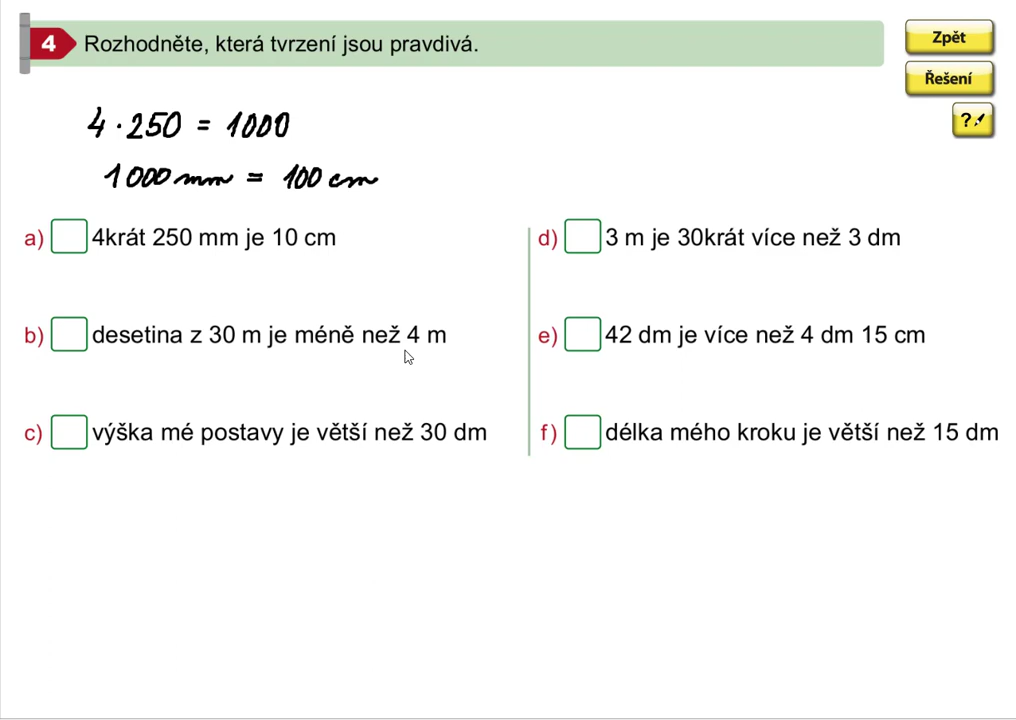 4 Rozhodněte, která tvrzení jsou pravdivá.
Zpět
Řešení
?
4 · 250 = 1000
1000 mm = 100 cm
a) 4krát 250 mm je 10 cm
b) desetina z 30 m je méně než 4 m
c) výška mé postavy je větší než 30 dm
d) 3 m je 30krát více než 3 dm
e) 42 dm je více než 4 dm 15 cm
f) délka mého kroku je větší než 15 dm